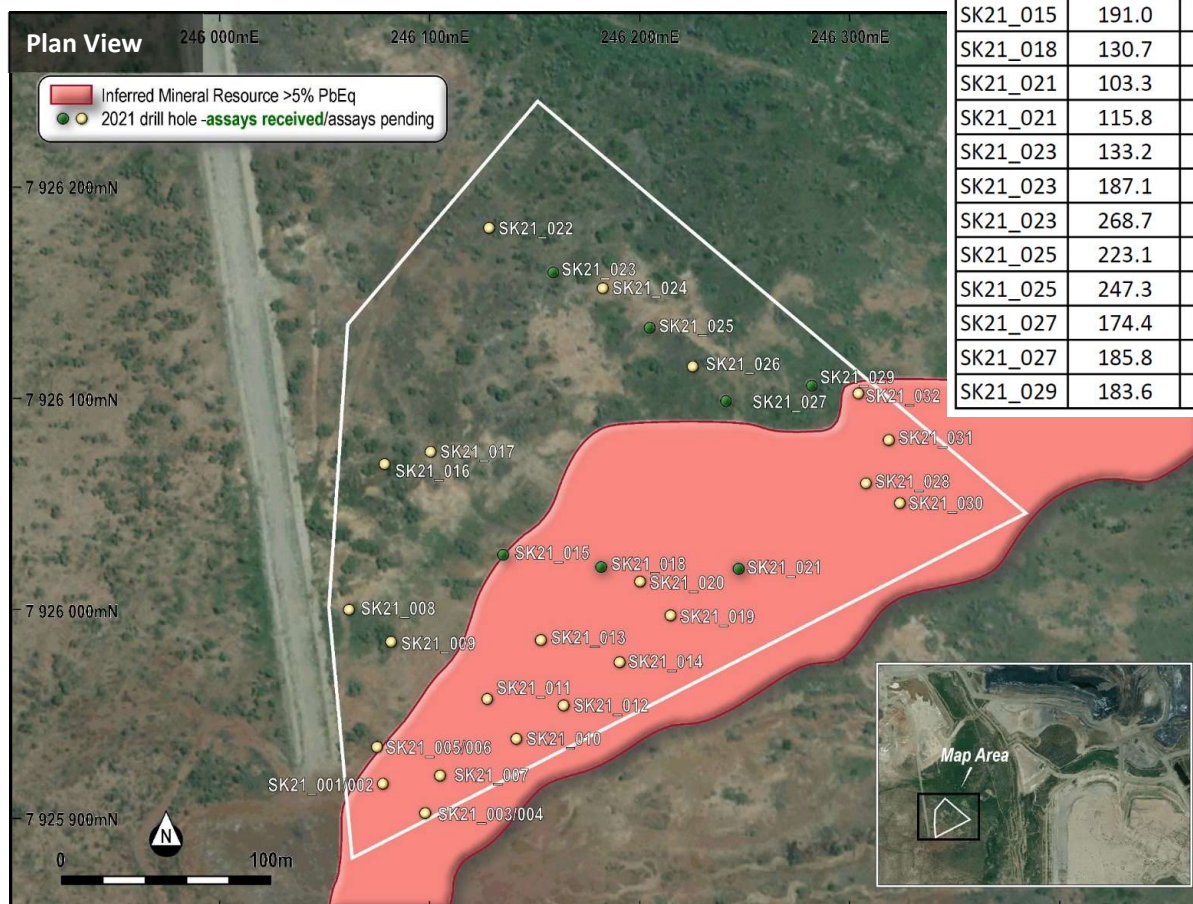 Plan View
246 000mE
246 100mE
246 200mE
246 300mE
Inferred Mineral Resource >5% PbEq
2021 drill hole -assays received/assays pending
SK21_015 191.0
SK21_018 130.7
SK21_021 103.3
SK21_021 115.8
SK21_023 133.2
SK21_023 187.1
SK21_023 268.7
SK21_025 223.1
SK21_025 247.3
SK21_027 174.4
SK21_027 185.8
SK21_029 183.6
7 926 200mN
SK21_022
SK21_023
SK21_024
SK21_025
SK21_026
SK21_029
7 926 100mN
SK21_032
SK21_027
SK21_031
SK21_017
SK21_016
SK21_028
SK21_030
SK21_015
SK21_018
SK21_021
SK21_020
7 926 000mN
SK21_008
SK21_019
SK21_009
SK21_013
SK21_014
SK21_011
SK21_012
SK21_010
SK21_005/006
SK21_007
SK21_001/002
SK21_003/004
7 925 900mN
N
0 100m
Map Area